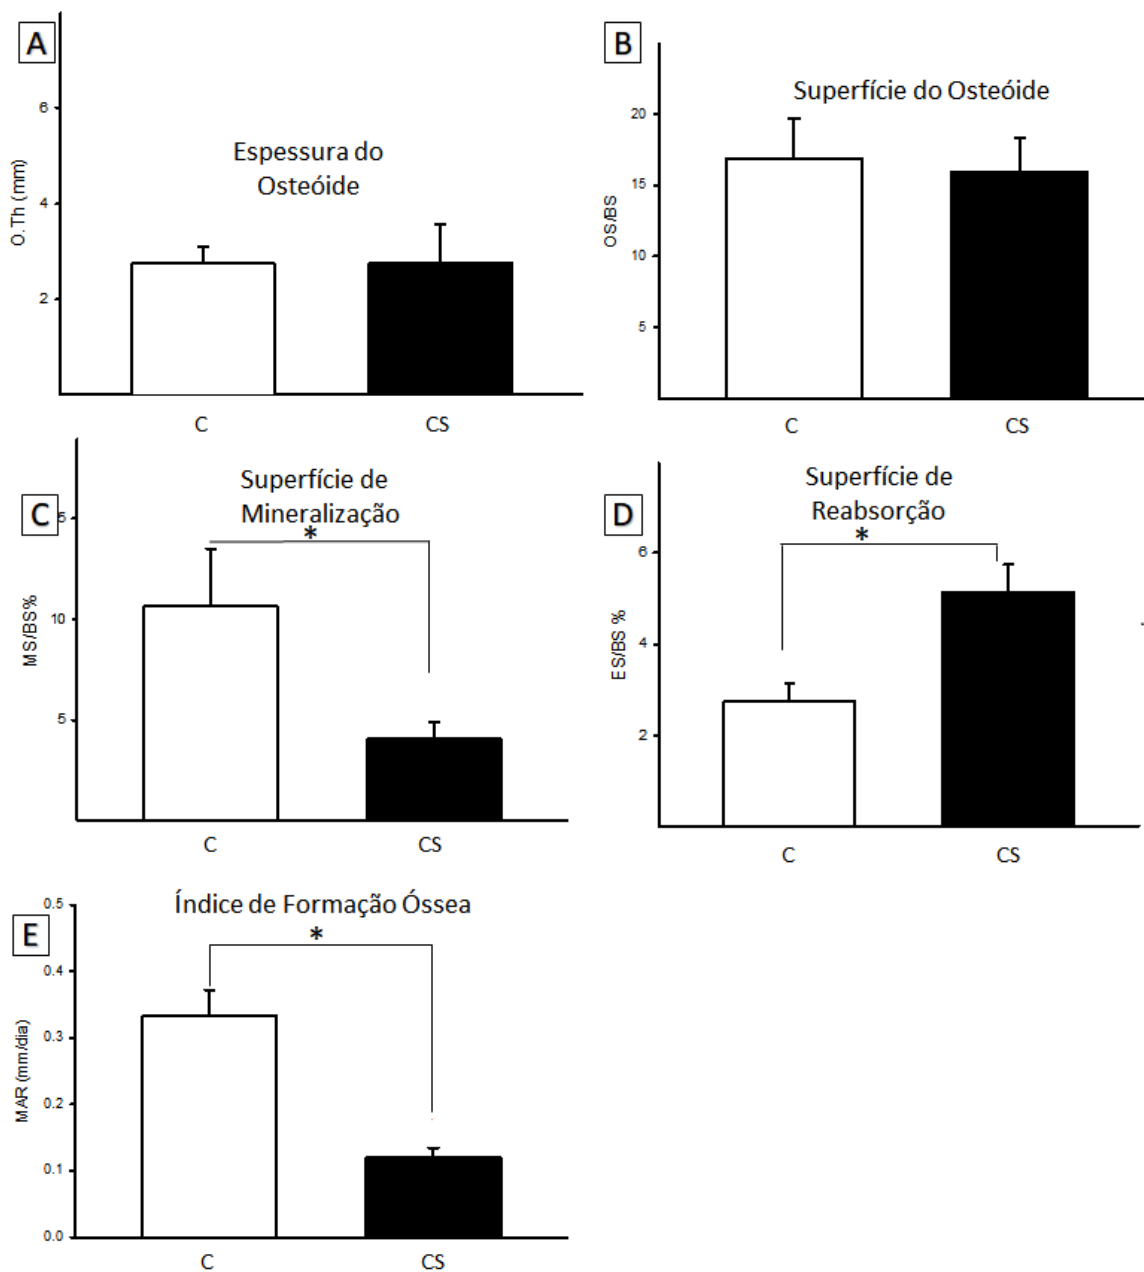 A
Espessura do
Osteóide
O.Th (mm)
6
4
2
C
CS
B
Superfície do Osteóide
OS/BS
20
15
10
5
C
CS
C
Superfície de
Mineralização
*
MS/BS%
5
10
5
C
CS
D
Superfície de
Reabsorção
*
ES/BS %
6
4
2
C
CS
E
Índice de Formação Óssea
*
MAR (mm/dia)
0.5
0.4
0.3
0.2
0.1
0.0
C
CS